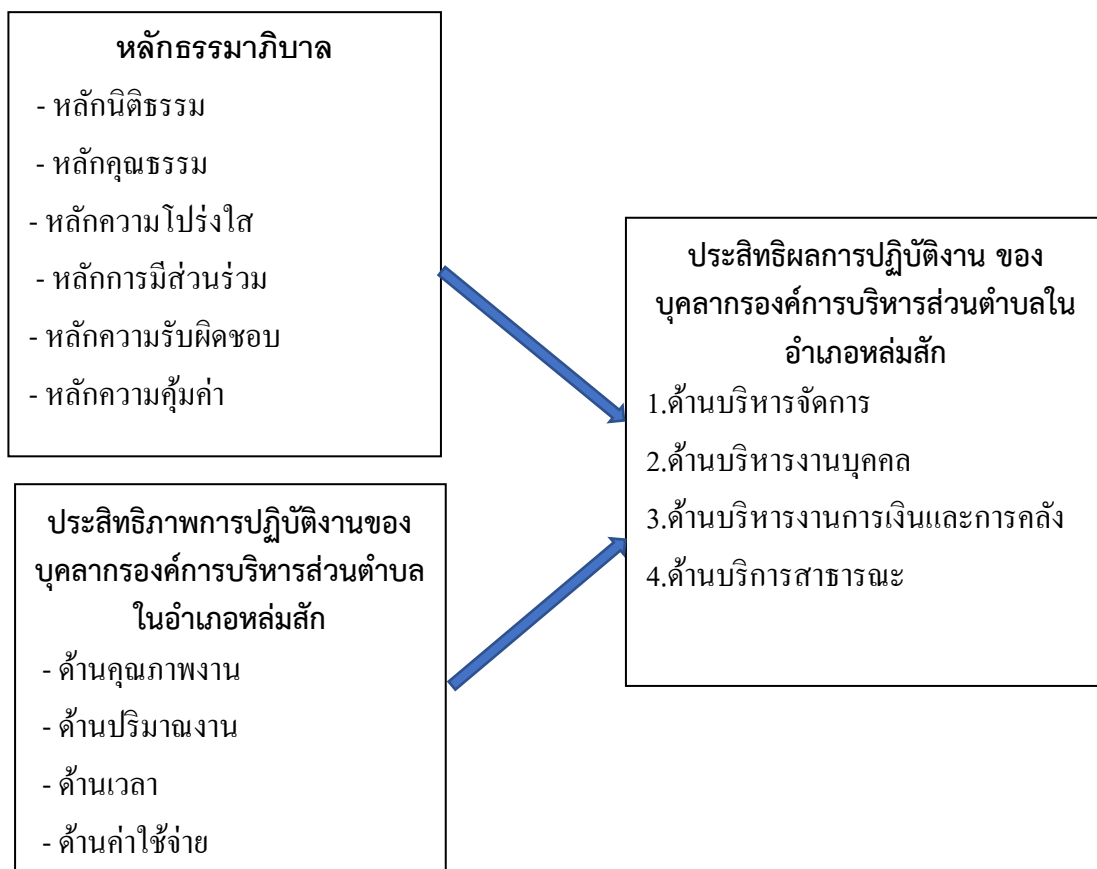 หลักธรรมาภิบาล
- หลักนิติธรรม
- หลักคุณธรรม
- หลักความโปร่งใส
- หลักการมีส่วนร่วม
- หลักความรับผิดชอบ
- หลักความคุ้มค่า
ประสิทธิภาพการปฏิบัติงานของ
บุคลากรองค์การบริหารส่วนตำบล
ในอำเภอหล่มสัก
- ด้านคุณภาพงาน
- ด้านปริมาณงาน
- ด้านเวลา
- ด้านค่าใช้จ่าย
ประสิทธิผลการปฏิบัติงาน ของ
บุคลากรองค์การบริหารส่วนตำบลใน
อำเภอหล่มสัก
1.ด้านบริหารจัดการ
2.ด้านบริหารงานบุคคล
3.ด้านบริหารงานการเงินและการคลัง
4.ด้านบริการสาธารณะ